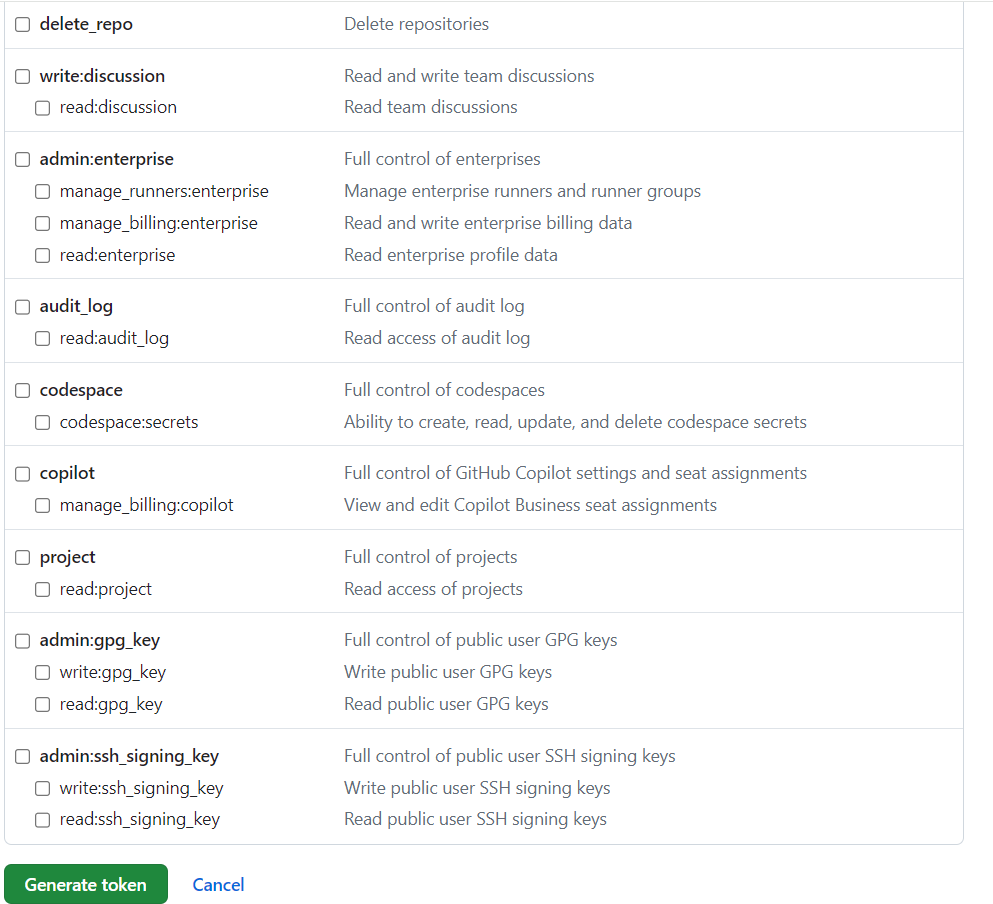 delete_repo Delete repositories
write:discussion Read and write team discussions
read:discussion Read team discussions
admin:enterprise Full control of enterprises
manage_runners:enterprise Manage enterprise runners and runner groups
manage_billing:enterprise Read and write enterprise billing data
read:enterprise Read enterprise profile data
audit_log Full control of audit log
read:audit_log Read access of audit log
codespace Full control of codespaces
codespace:secrets Ability to create, read, update, and delete codespace secrets
copilot Full control of GitHub Copilot settings and seat assignments
manage_billing:copilot View and edit Copilot Business seat assignments
project Full control of projects
read:project Read access of projects
admin:gpg_key Full control of public user GPG keys
write:gpg_key Write public user GPG keys
read:gpg_key Read public user GPG keys
admin:ssh_signing_key Full control of public user SSH signing keys
write:ssh_signing_key Write public user SSH signing keys
read:ssh_signing_key Read public user SSH signing keys
Generate token Cancel